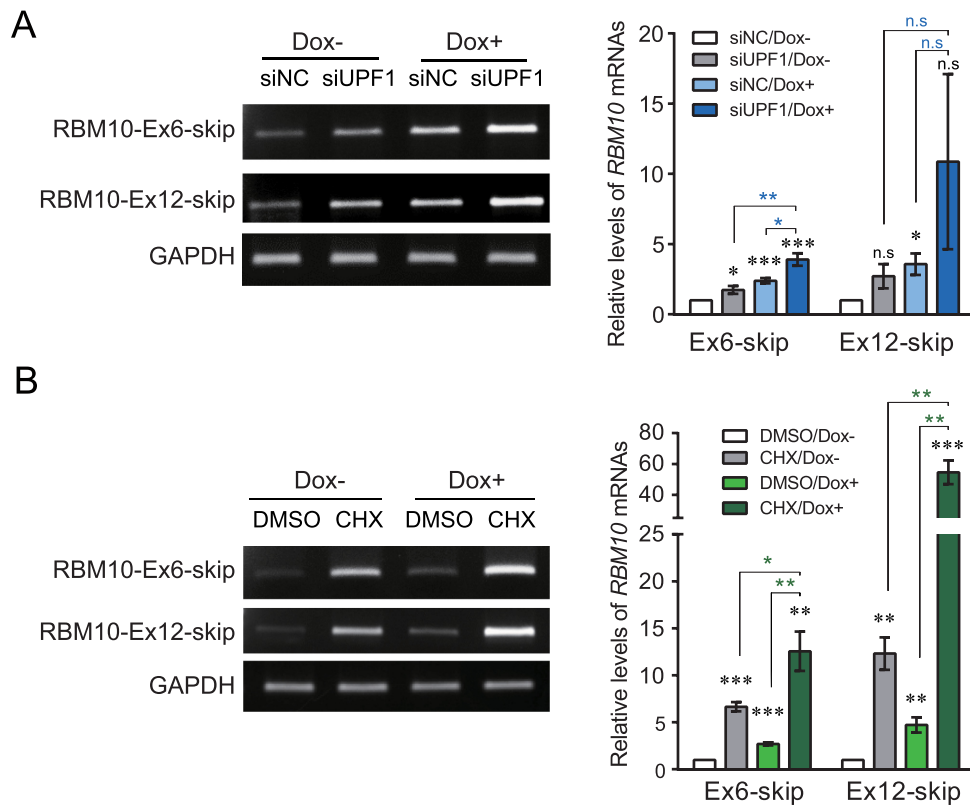 A
Dox-
Dox+
siNC
siUPF1
siNC
siUPF1
RBM10-Ex6-skip
RBM10-Ex12-skip
GAPDH
Relative levels of RBM10 mRNAs
20
15
10
5
0
siNC/Dox-
siUPF1/Dox-
siNC/Dox+
siUPF1/Dox+
n.s
n.s
n.s
**
*
*
***
***
n.s
*
Ex6-skip
Ex12-skip
B
Dox-
Dox+
DMSO
CHX
DMSO
CHX
RBM10-Ex6-skip
RBM10-Ex12-skip
GAPDH
Relative levels of RBM10 mRNAs
80
60
40
25
20
15
10
5
0
DMSO/Dox-
CHX/Dox-
DMSO/Dox+
CHX/Dox+
**
**
***
*
**
**
***
***
**
**
Ex6-skip
Ex12-skip